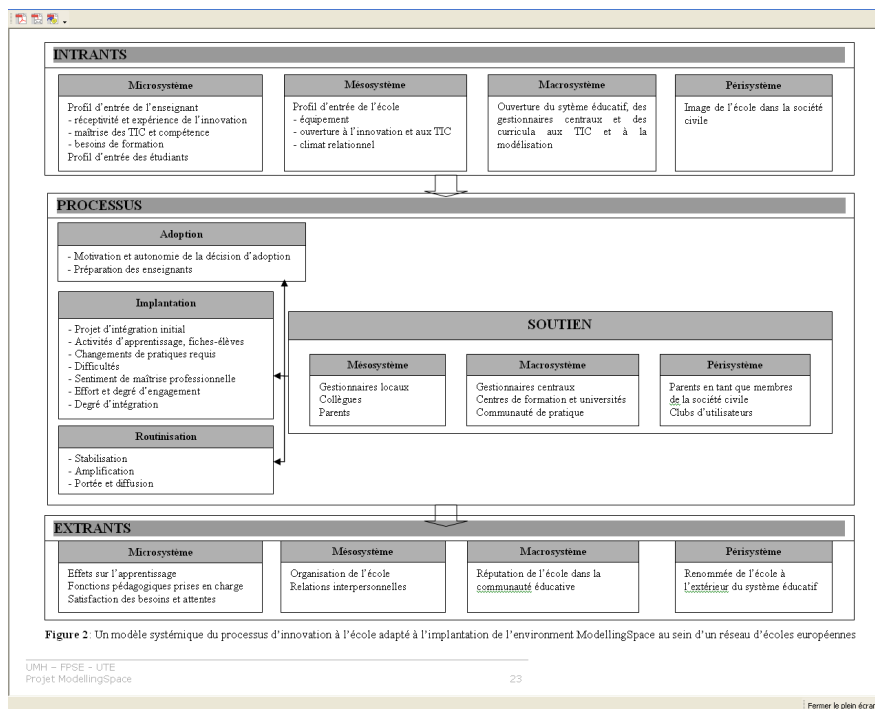 INTRANTS
Microsystème
Profil d'entrée de l'enseignant
- réceptivité et expérience de l'innovation
- maîtrise des TIC et compétence
- besoins de formation
Profil d'entrée des étudiants
Mésosystème
Profil d'entrée de l'école
- équipement
- ouverture à l'innovation et aux TIC
- climat relationnel
Macrosystème
Ouverture du sytème éducatif, des
gestionnaires centraux et des
curricula aux TIC et à la
modélisation
Périsystème
Image de l'école dans la société
civile
PROCESSUS
Adoption
- Motivation et autonomie de la décision d'adoption
- Préparation des enseignants
Implantation
- Projet d'intégration initial
- Activités d'apprentissage, fiches-élèves
- Changements de pratiques requis
- Difficultés
- Sentiment de maîtrise professionnelle
- Effort et degré d'engagement
- Degré d'intégration
Routinisation
- Stabilisation
- Amplification
- Portée et diffusion
SOUTIEN
Mésosystème
Gestionnaires locaux
Collègues
Parents
Macrosystème
Gestionnaires centraux
Centres de formation et universités
Communauté de pratique
Périsystème
Parents en tant que membres
de la société civile
Clubs d'utilisateurs
EXTRANTS
Microsystème
Effets sur l'apprentissage
Fonctions pédagogiques prises en charge
Satisfaction des besoins et attentes
Mésosystème
Organisation de l'école
Relations interpersonnelles
Macrosystème
Réputation de l'école dans la
communauté éducative
Périsystème
Renommée de l'école à
l'extérieur du système éducatif
Figure 2: Un modèle systémique du processus d'innovation à l'école adapté à l'implantation de l'environment ModellingSpace au sein d'un réseau d'écoles européennes
UMH – FPSE – UTE
Projet ModellingSpace
23
Fermer le plein écran